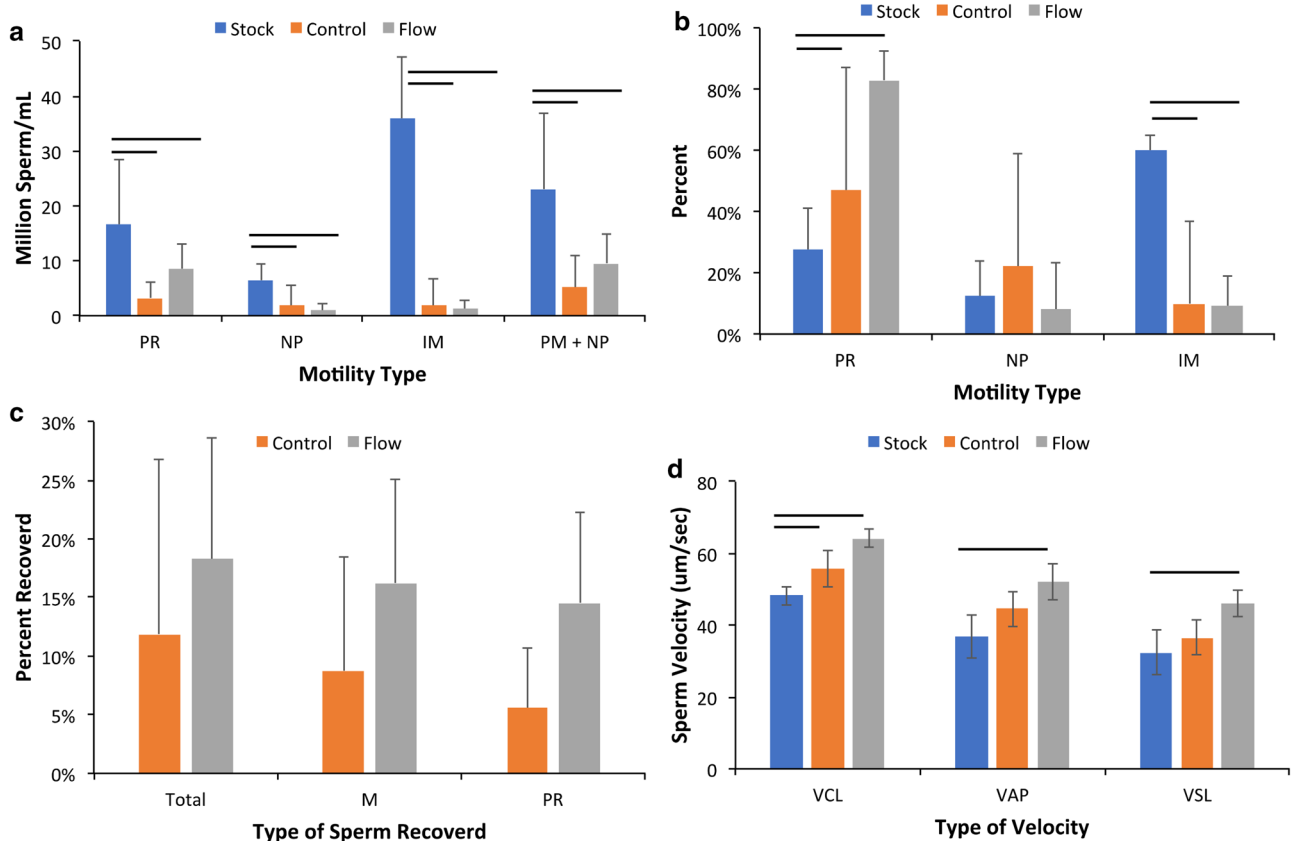 a
Stock Control Flow
50
40
30
20
10
0
Million Sperm/mL
PR NP IM PM + NP
Motility Type
b
Stock Control Flow
100%
80%
60%
40%
20%
0%
Percent
PR NP IM
Motility Type
c
Control Flow
30%
25%
20%
15%
10%
5%
0%
Percent Recoverd
Total M PR
Type of Sperm Recoverd
d
Stock Control Flow
80
60
40
20
0
Sperm Velocity (um/sec)
VCL VAP VSL
Type of Velocity